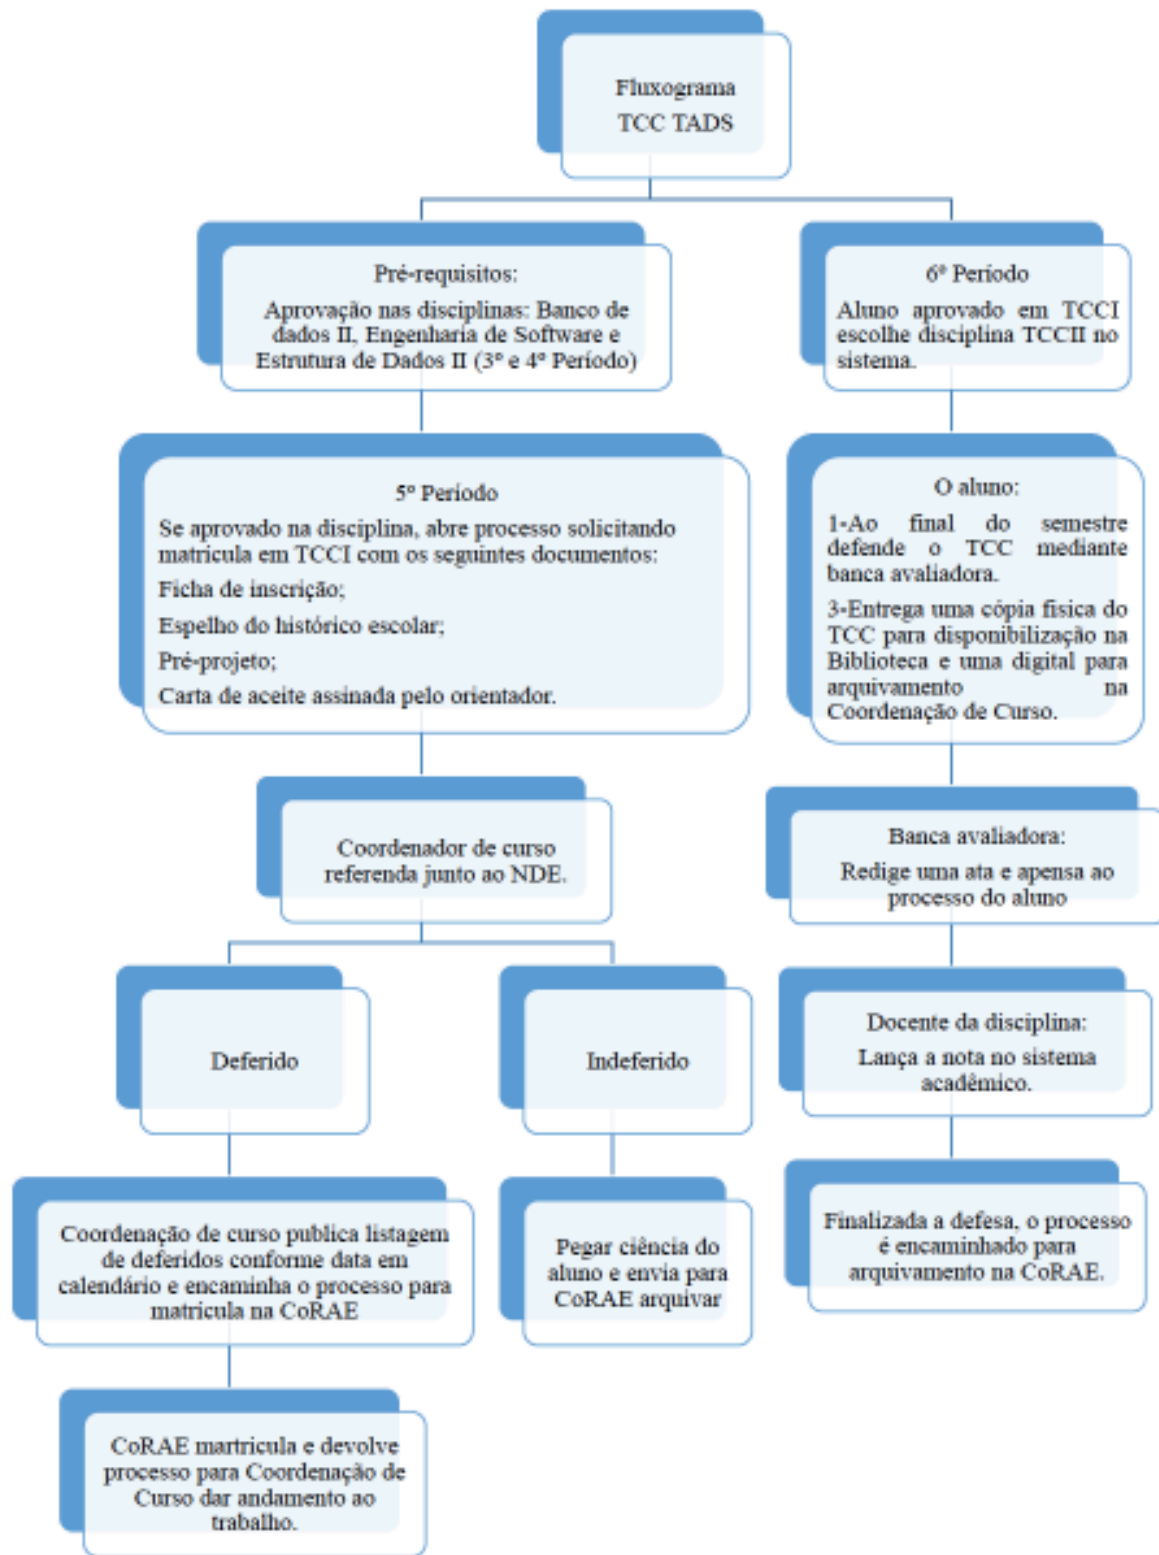 Fluxograma
TCC TADS
Pré-requisitos:
Aprovação nas disciplinas: Banco de
dados II, Engenharia de Software e
Estrutura de Dados II (3º e 4º Período)
5º Período
Se aprovado na disciplina, abre processo solicitando
matricula em TCCI com os seguintes documentos:
Ficha de inscrição;
Espelho do histórico escolar;
Pré-projeto;
Carta de aceite assinada pelo orientador.
Coordenador de curso
referenda junto ao NDE.
Deferido
Coordenação de curso publica listagem
de deferidos conforme data em
calendário e encaminha o processo para
matricula na CoRAE
CoRAE martricula e devolve
processo para Coordenação de
Curso dar andamento ao
trabalho.
Indeferido
Pegar ciência do
aluno e envia para
CoRAE arquivar
6º Período
Aluno aprovado em TCCI
escolhe disciplina TCCII no
sistema.
O aluno:
1-Ao final do semestre
defende o TCC mediante
banca avaliadora.
3-Entrega uma cópia física do
TCC para disponibilização na
Biblioteca e uma digital para
arquivamento na
Coordenação de Curso.
Banca avaliadora:
Redige uma ata e apensa ao
processo do aluno
Docente da disciplina:
Lança a nota no sistema
acadêmico.
Finalizada a defesa, o processo
é encaminhado para
arquivamento na CoRAE.